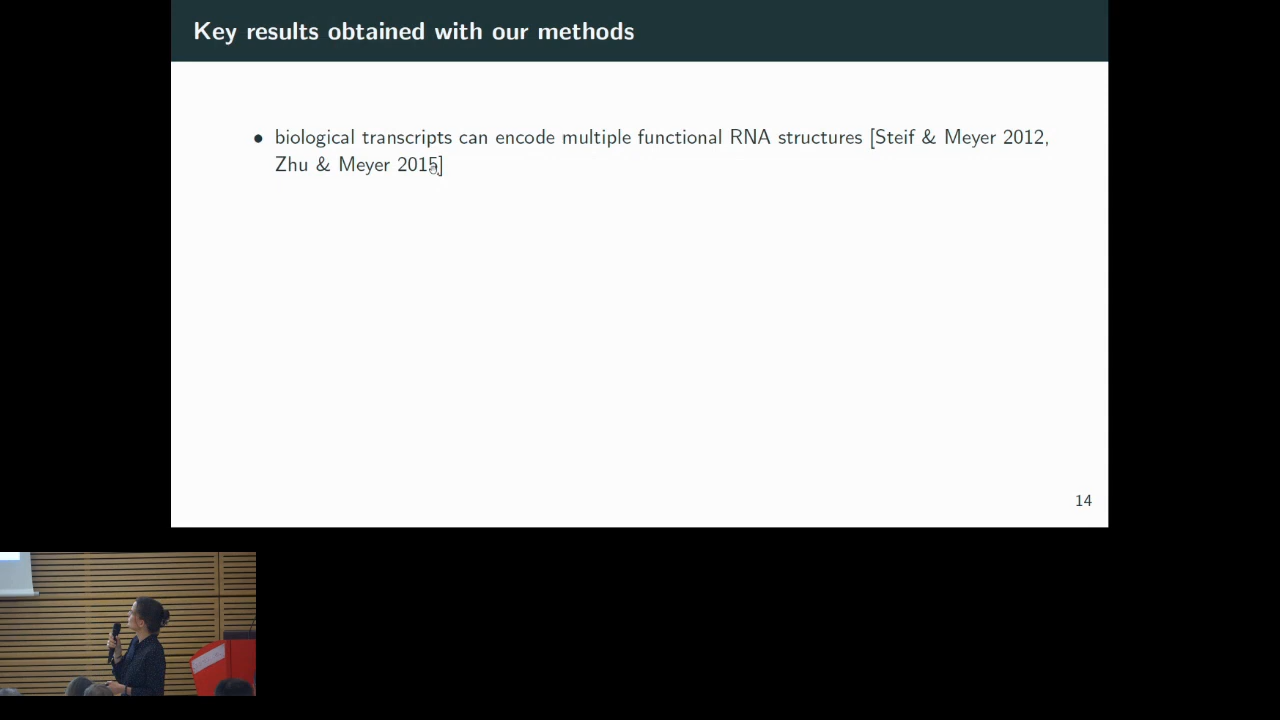 Key results obtained with our methods
• biological transcripts can encode multiple functional RNA structures [Steif & Meyer 2012,
Zhu & Meyer 2015]
14